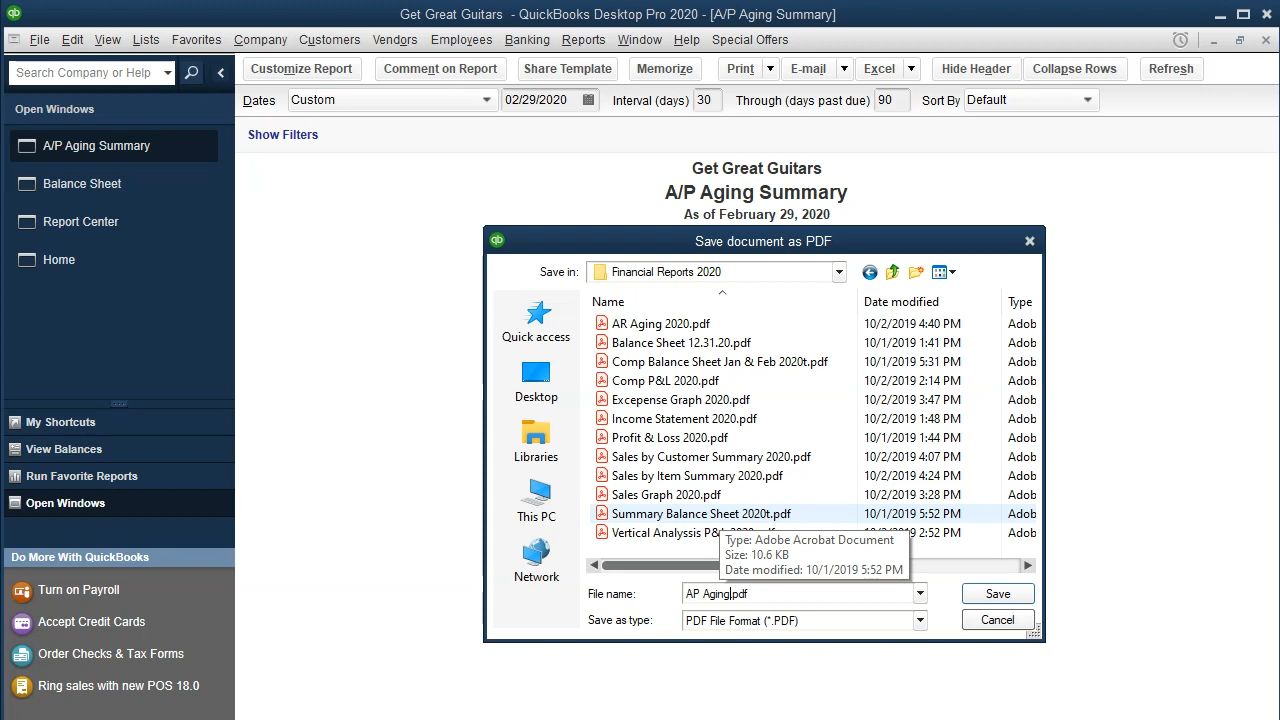 Get Great Guitars - QuickBooks Desktop Pro 2020 - [A/P Aging Summary]
File Edit View Lists Favorites Company Customers Vendors Employees Banking Reports Window Help Special Offers
Search Company or Help
Customize Report Comment on Report Share Template Memorize Print E-mail Excel Hide Header Collapse Rows Refresh
Open Windows
Dates Custom 02/29/2020 Interval (days) 30 Through (days past due) 90 Sort By Default
Show Filters
A/P Aging Summary
Balance Sheet
Report Center
Home
Get Great Guitars
A/P Aging Summary
As of February 29, 2020
Save document as PDF
Save in: Financial Reports 2020
Quick access
Desktop
Libraries
This PC
Network
Name Date modified Type
AR Aging 2020.pdf 10/2/2019 4:40 PM Adob
Balance Sheet 12.31.20.pdf 10/1/2019 1:41 PM Adob
Comp Balance Sheet Jan & Feb 2020t.pdf 10/1/2019 5:31 PM Adob
Comp P&L 2020.pdf 10/2/2019 2:14 PM Adob
Excepense Graph 2020.pdf 10/2/2019 3:47 PM Adob
Income Statement 2020.pdf 10/2/2019 1:48 PM Adob
Profit & Loss 2020.pdf 10/1/2019 1:44 PM Adob
Sales by Customer Summary 2020.pdf 10/2/2019 4:07 PM Adob
Sales by Item Summary 2020.pdf 10/2/2019 4:24 PM Adob
Sales Graph 2020.pdf 10/2/2019 3:28 PM Adob
Summary Balance Sheet 2020t.pdf 10/1/2019 5:52 PM Adob
Vertical Analysis P&L 2:52 PM Adob
Type: Adobe Acrobat Document
Size: 10.6 KB
Date modified: 10/1/2019 5:52 PM
File name: AP Aging.pdf Save
Save as type: PDF File Format (*.PDF) Cancel
My Shortcuts
View Balances
Run Favorite Reports
Open Windows
Do More With QuickBooks
Turn on Payroll
Accept Credit Cards
Order Checks & Tax Forms
Ring sales with new POS 18.0